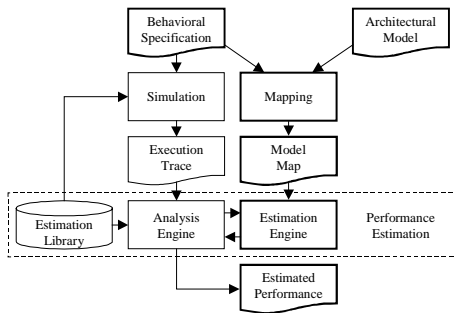 Behavioral
Specification
Architectural
Model
Simulation
Mapping
Execution
Trace
Model
Map
Estimation
Library
Analysis
Engine
Estimation
Engine
Performance
Estimation
Estimated
Performance